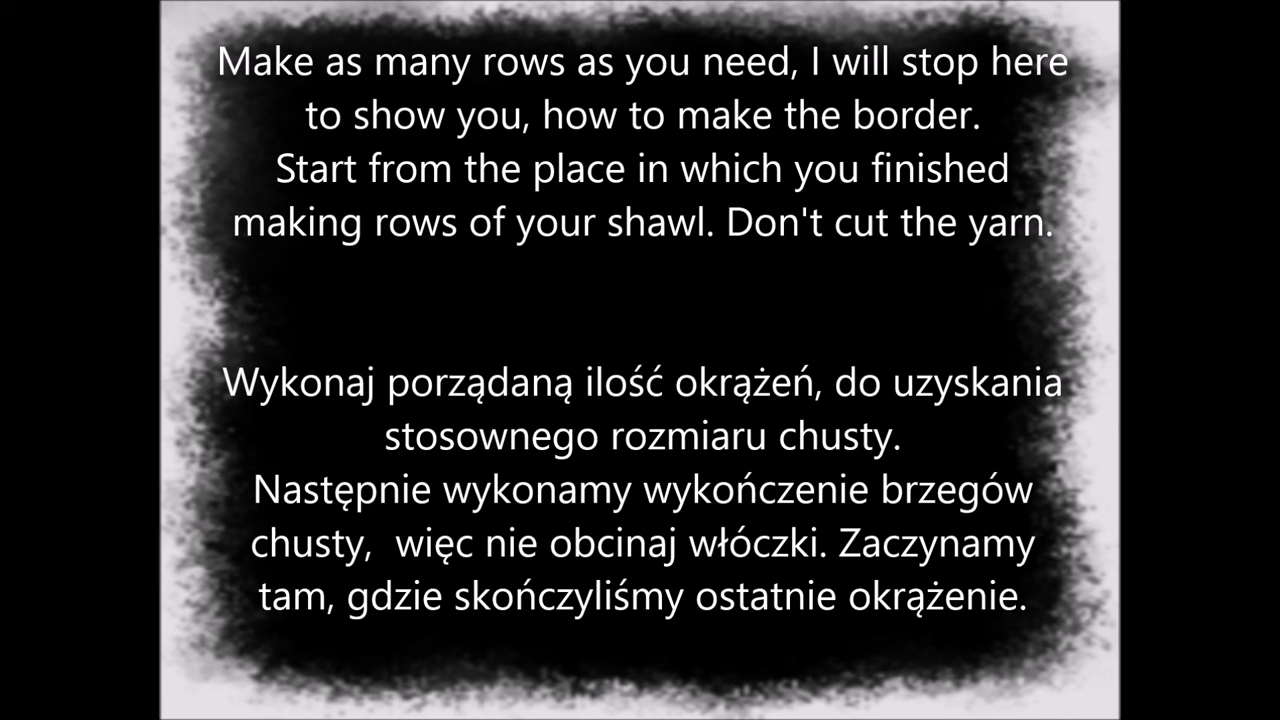 Make as many rows as you need, I will stop here
to show you, how to make the border.
Start from the place in which you finished
making rows of your shawl. Don't cut the yarn.
Wykonaj porządaną ilość okrążeń, do uzyskania
stosownego rozmiaru chusty.
Następnie wykonamy wykończenie brzegów
chusty,  więc nie obcinaj włóczki. Zaczynamy
tam, gdzie skończyliśmy ostatnie okrążenie.